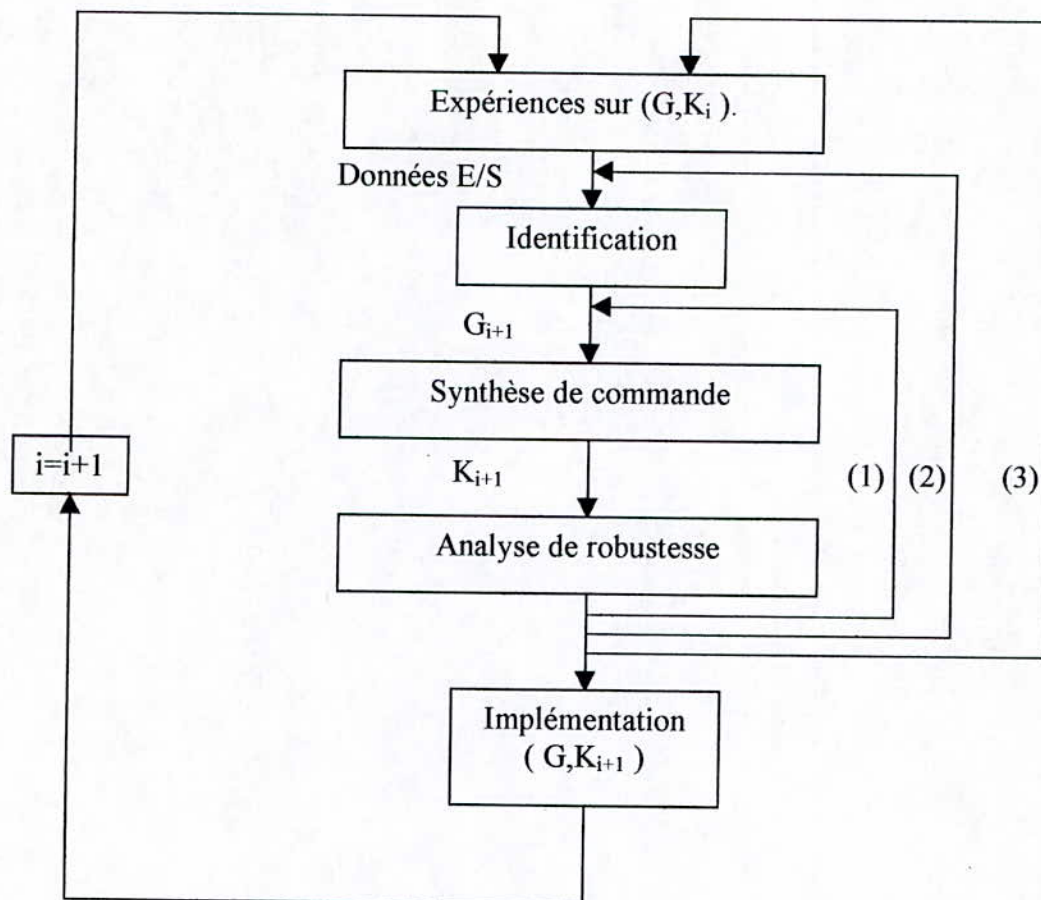 Expériences sur (G,Kᵢ).
Données E/S
Identification
Gᵢ₊₁
Synthèse de commande
i=i+1
Kᵢ₊₁
(1) (2) (3)
Analyse de robustesse
Implémentation
( G,Kᵢ₊₁ )